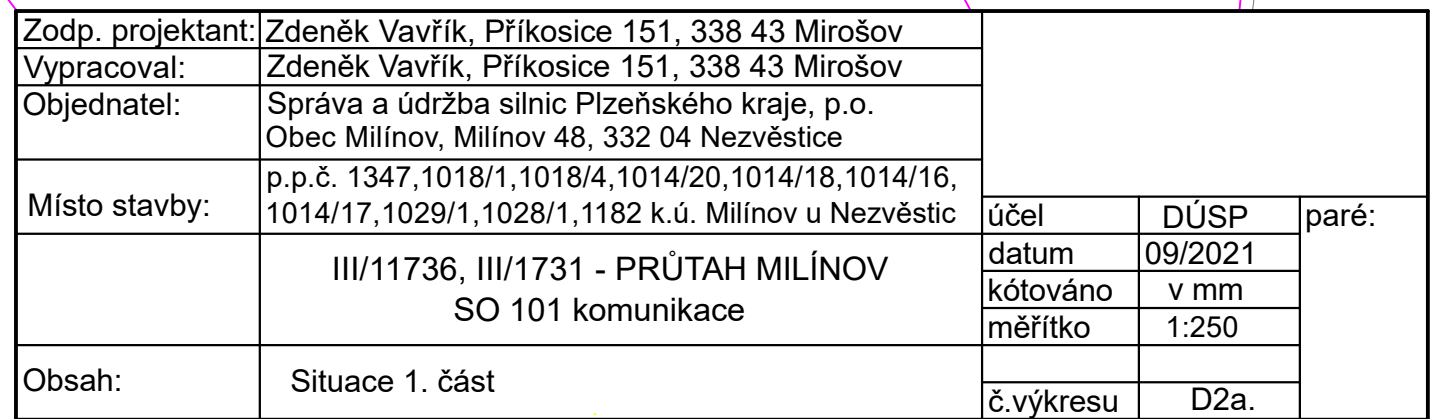 Zodp. projektant: Zdeněk Vavřík, Příkosice 151, 338 43 Mirošov
Vypracoval: Zdeněk Vavřík, Příkosice 151, 338 43 Mirošov
Objednatel: Správa a údržba silnic Plzeňského kraje, p.o.
Obec Milínov, Milínov 48, 332 04 Nezvěstice
Místo stavby: p.p.č. 1347,1018/1,1018/4,1014/20,1014/18,1014/16,
1014/17,1029/1,1028/1,1182 k.ú. Milínov u Nezvěstic
účel DÚSP paré:
III/11736, III/1731 - PRŮTAH MILÍNOV
SO 101 komunikace
datum 09/2021
kótováno v mm
měřítko 1:250
Obsah: Situace 1. část
č.výkresu D2a.